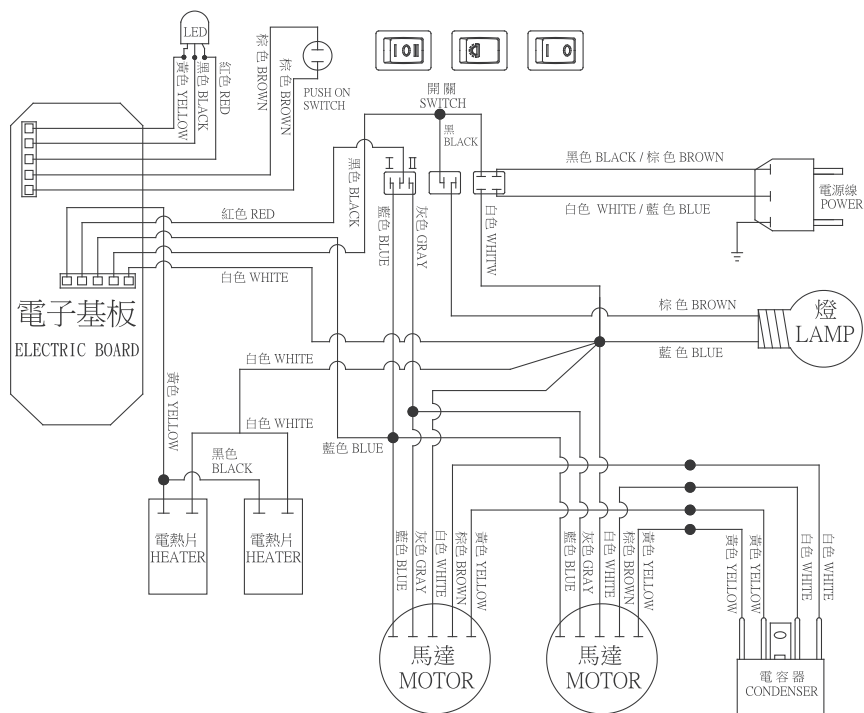 LED
黃色 YELLOW
黑色 BLACK
紅色 RED
棕 色 BROWN
棕 色 BROWN
PUSH ON
SWITCH
I O II
I O
開 關
SWITCH
黑
BLACK
黑色 BLACK
I
II
藍色 BLUE
灰色 GRAY
白色 WHITW
黑色 BLACK / 棕 色 BROWN
白色 WHITE / 藍 色 BLUE
電源線
POWER
紅色 RED
白色 WHITE
電子基板
ELECTRIC BOARD
棕 色 BROWN
藍 色 BLUE
燈
LAMP
白色 WHITE
白色 WHITE
黃色 YELLOW
黑色
BLACK
藍色 BLUE
電熱片
HEATER
電熱片
HEATER
藍色 BLUE
灰色 GRAY
白色 WHITE
棕色 BROWN
黃色 YELLOW
藍色 BLUE
灰色 GRAY
白色 WHITE
棕色 BROWN
黃色 YELLOW
黃色 YELLOW
黃色 YELLOW
白色 WHITE
白色 WHITE
馬達
MOTOR
馬達
MOTOR
電 容 器
CONDENSER